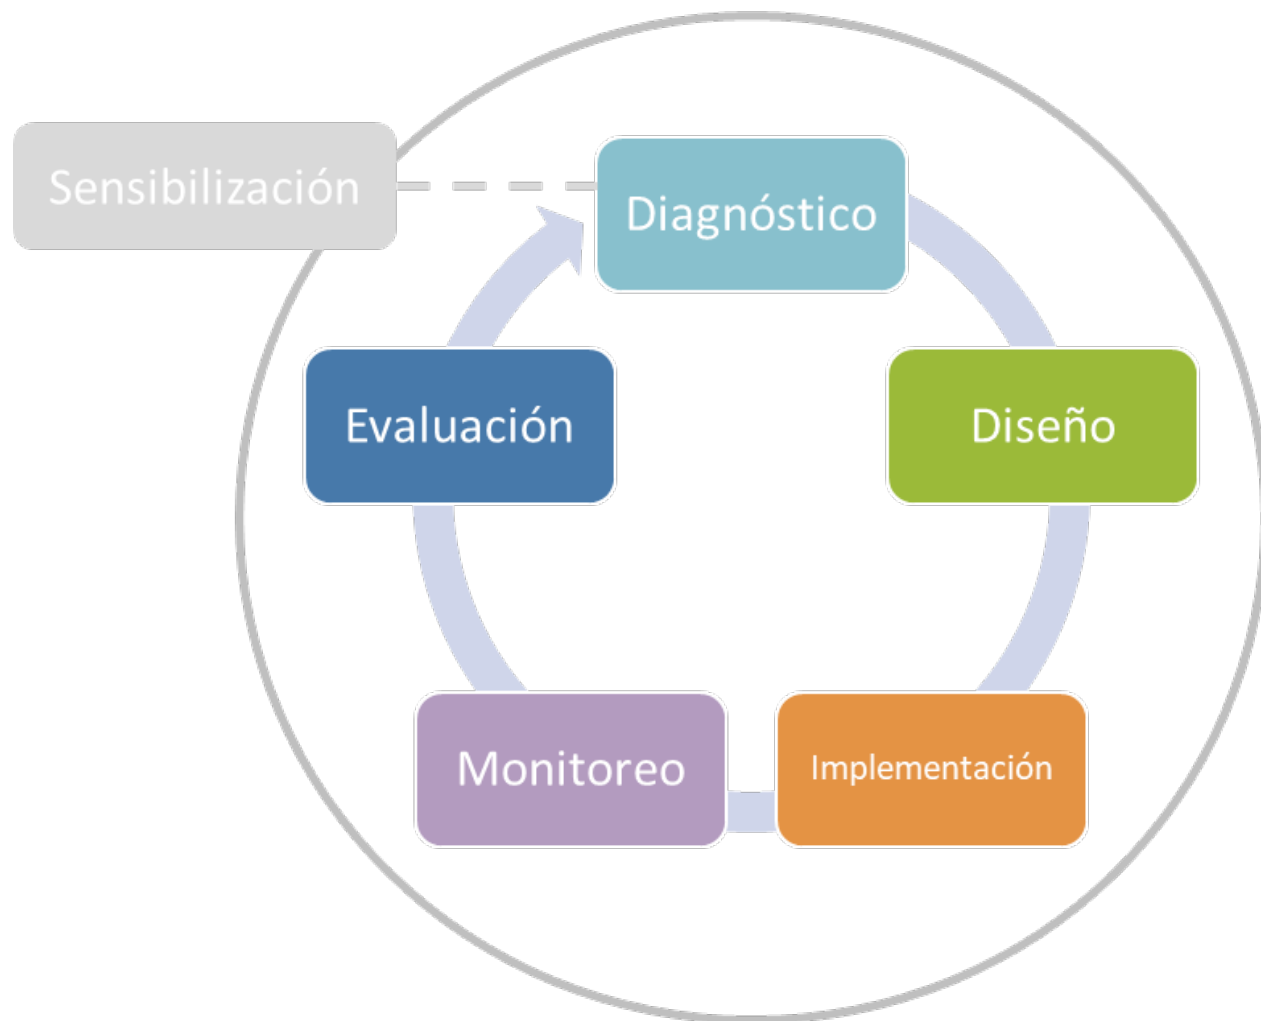 Sensibilización
Diagnóstico
Evaluación
Diseño
Monitoreo
Implementación